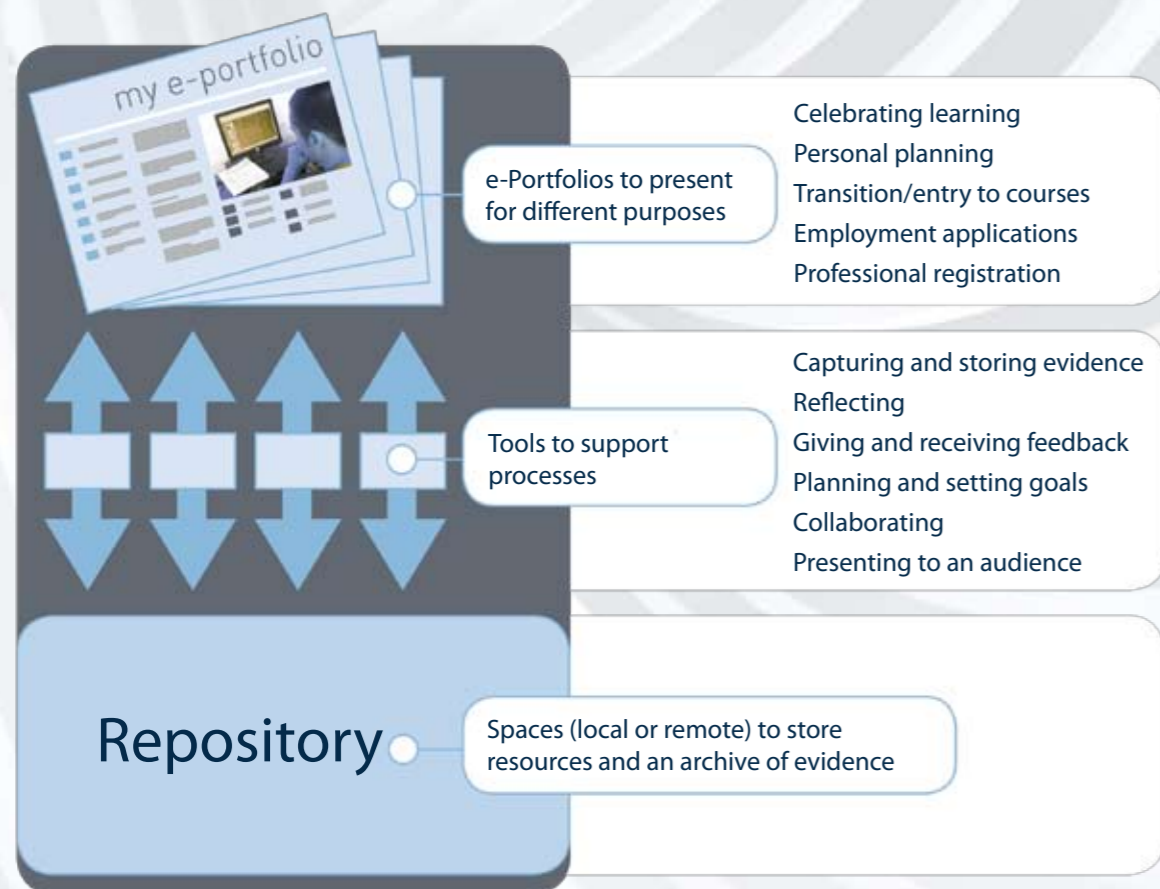 my e-portfolio
e-Portfolios to present
for different purposes
Celebrating learning
Personal planning
Transition/entry to courses
Employment applications
Professional registration
Tools to support
processes
Capturing and storing evidence
Reflecting
Giving and receiving feedback
Planning and setting goals
Collaborating
Presenting to an audience
Repository
Spaces (local or remote) to store
resources and an archive of evidence